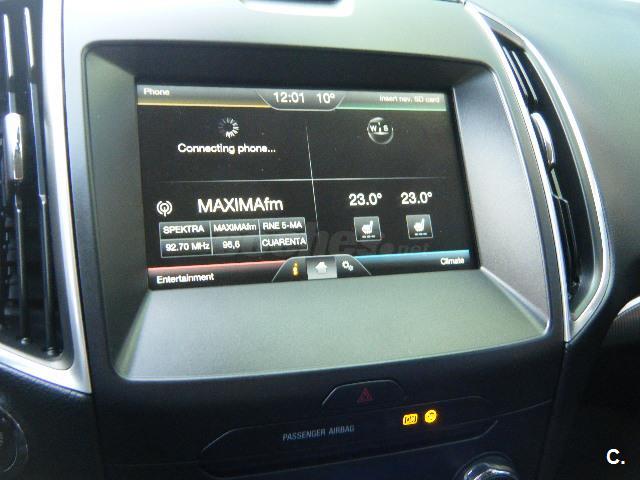 Phone
12:01 10°
Insert nav. SD card
Connecting phone...
W S
MAXIMAfm
23.0° 23.0°
SPEKTRA MAXIMAfm RNE 5-MA
92.70 MHz 96,6 CUARENTA
Entertainment
i
Climate
PASSENGER AIRBAG
C.